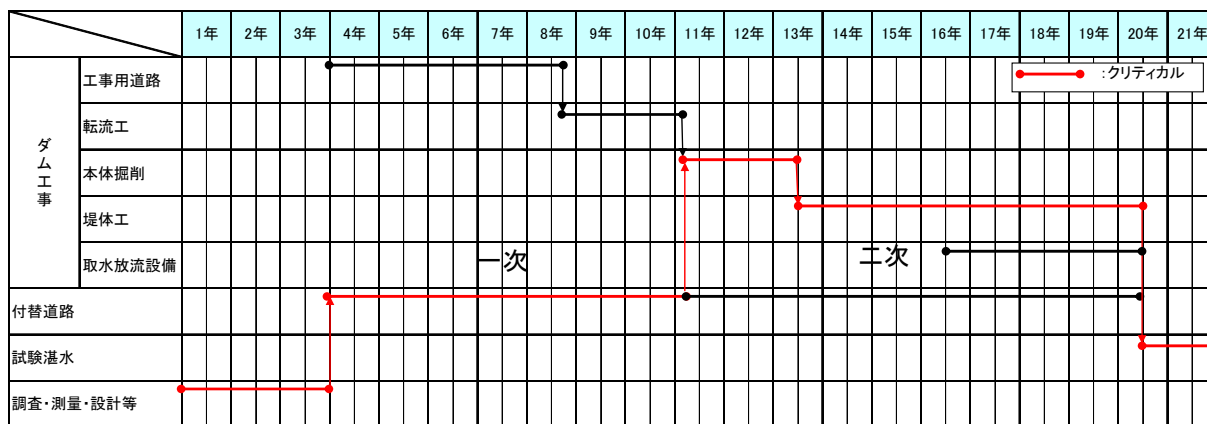 1年 2年 3年 4年 5年 6年 7年 8年 9年 10年 11年 13年 14年 15年 16年 17年 18年 19年 20年 21年
:クリティカル
ダム工事
工事用道路
転流工
本体掘削
堤体工
取水放流設備
一次
二次
付替道路
試験湛水
調査・測量・設計等